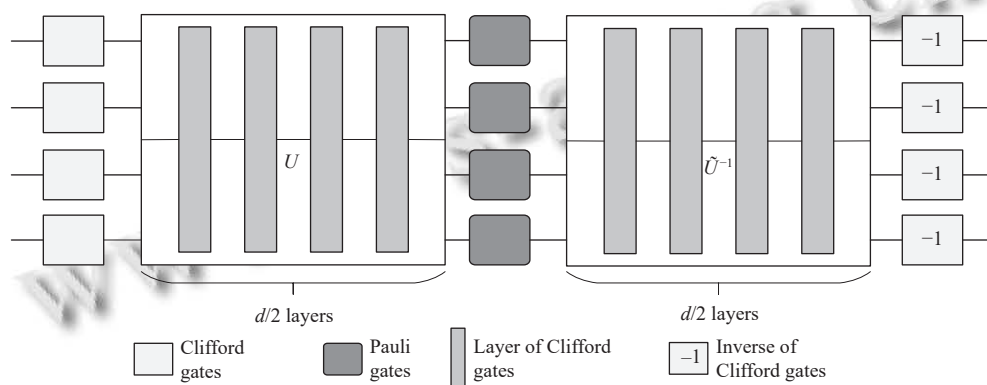 −1
−1
U
Ũ⁻¹
−1
−1
d/2 layers
d/2 layers
Clifford gates
Pauli gates
Layer of Clifford gates
−1
Inverse of Clifford gates